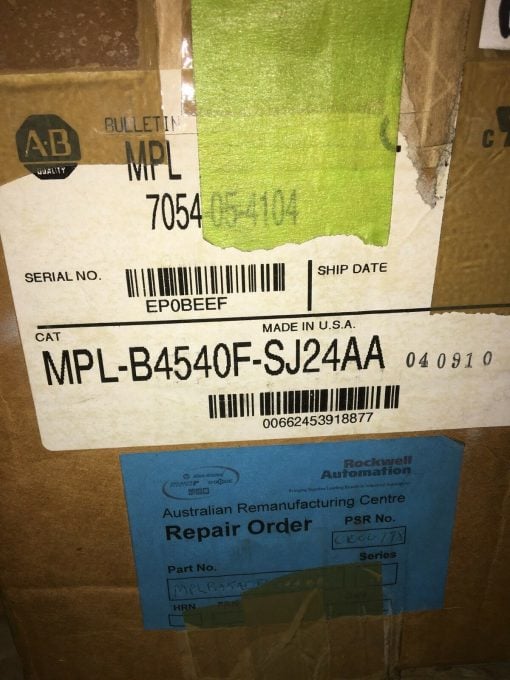 A·B
QUALITY
BULLETIN
MPL
7054 05-4104
SERIAL NO.
SHIP DATE
EP0BEEF
CAT
MADE IN U.S.A.
MPL-B4540F-SJ24AA 040910
00662453918877
Rockwell
Automation
Australian Remanufacturing Centre
Repair Order
PSR No.
Series
Part No.
HRN